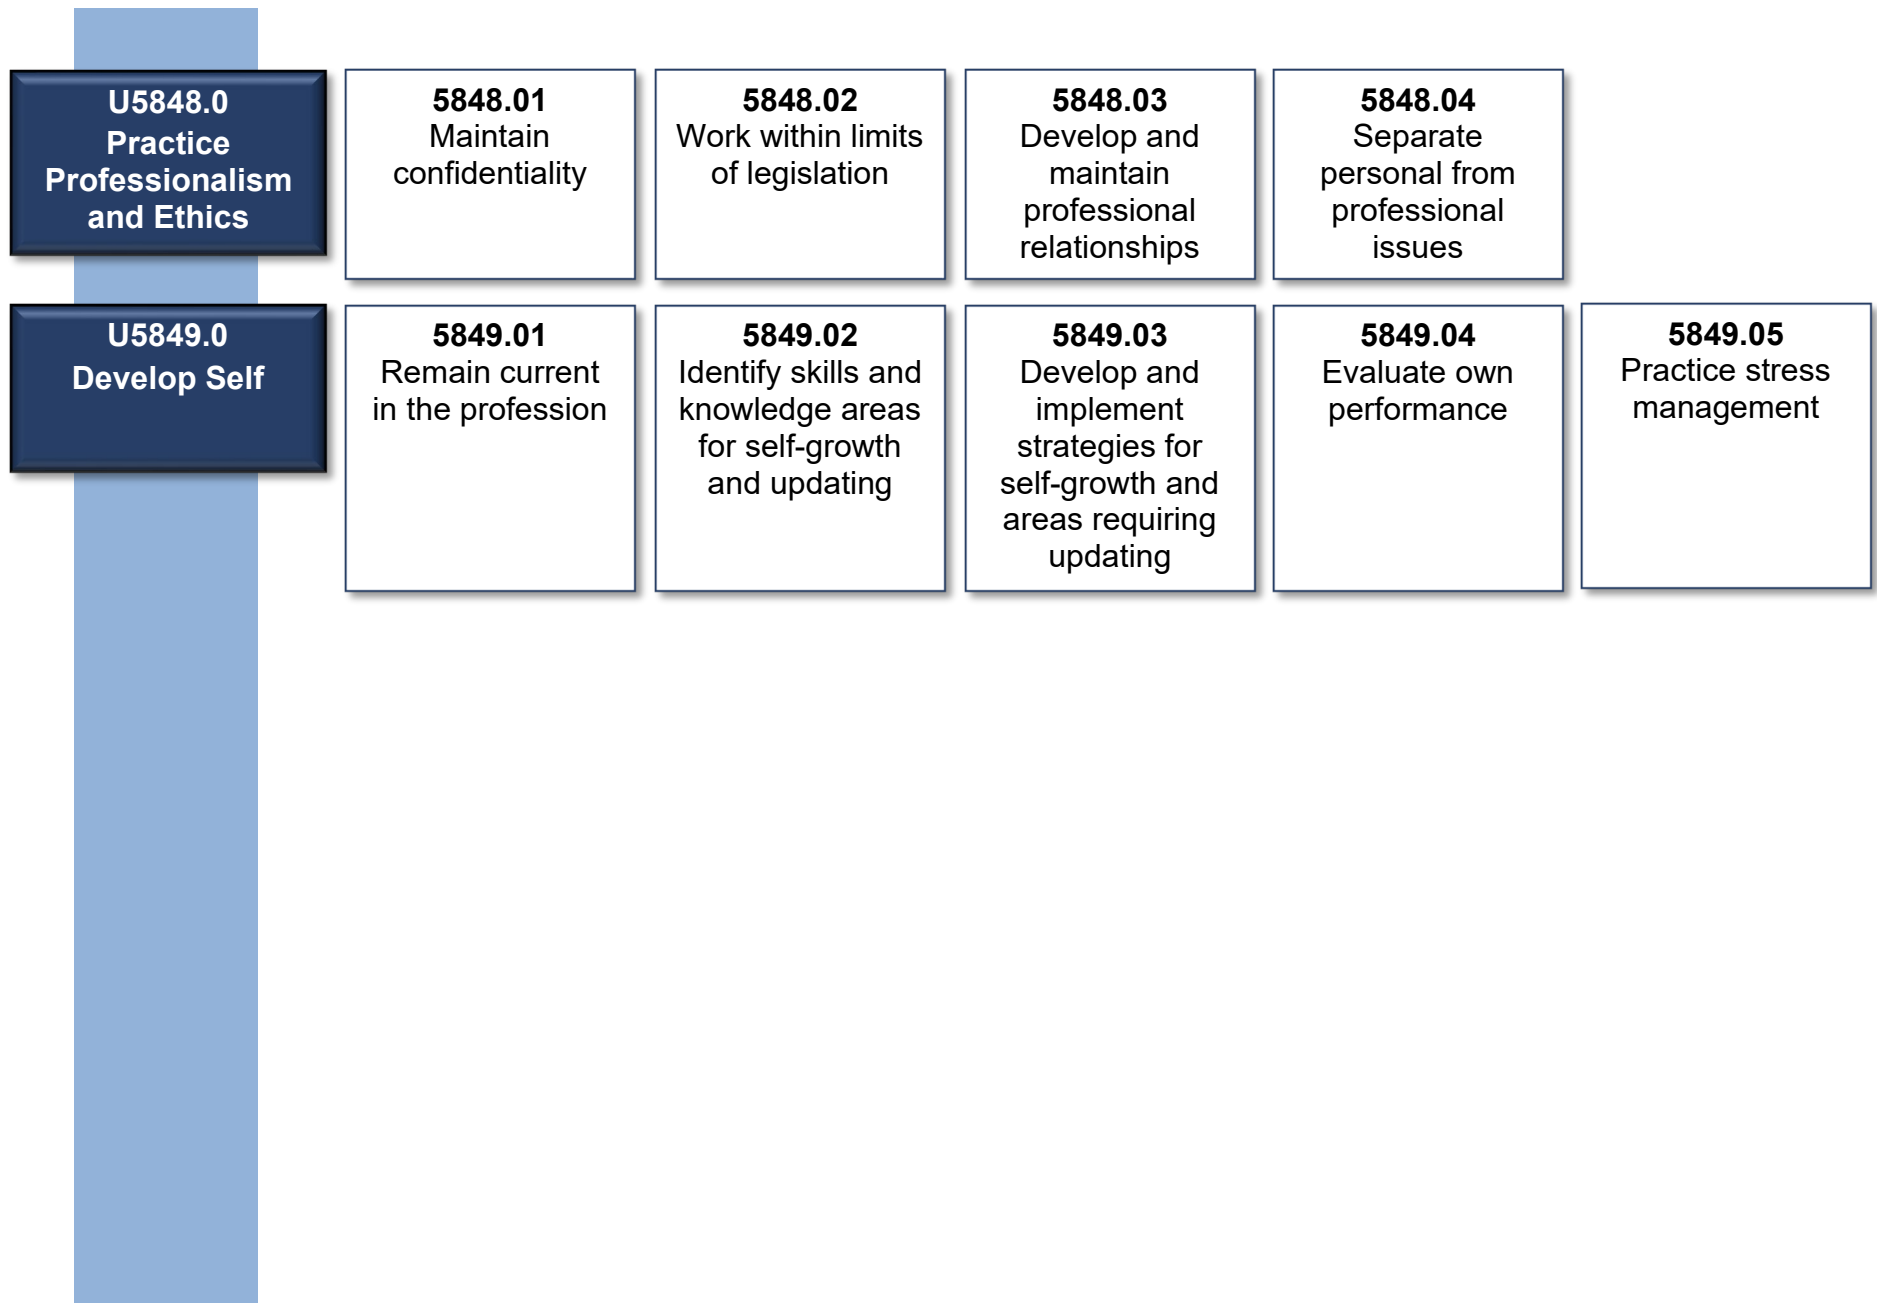 U5848.0
Practice
Professionalism
and Ethics
5848.01
Maintain
confidentiality
5848.02
Work within limits
of legislation
5848.03
Develop and
maintain
professional
relationships
5848.04
Separate
personal from
professional
issues
U5849.0
Develop Self
5849.01
Remain current
in the profession
5849.02
Identify skills and
knowledge areas
for self-growth
and updating
5849.03
Develop and
implement
strategies for
self-growth and
areas requiring
updating
5849.04
Evaluate own
performance
5849.05
Practice stress
management